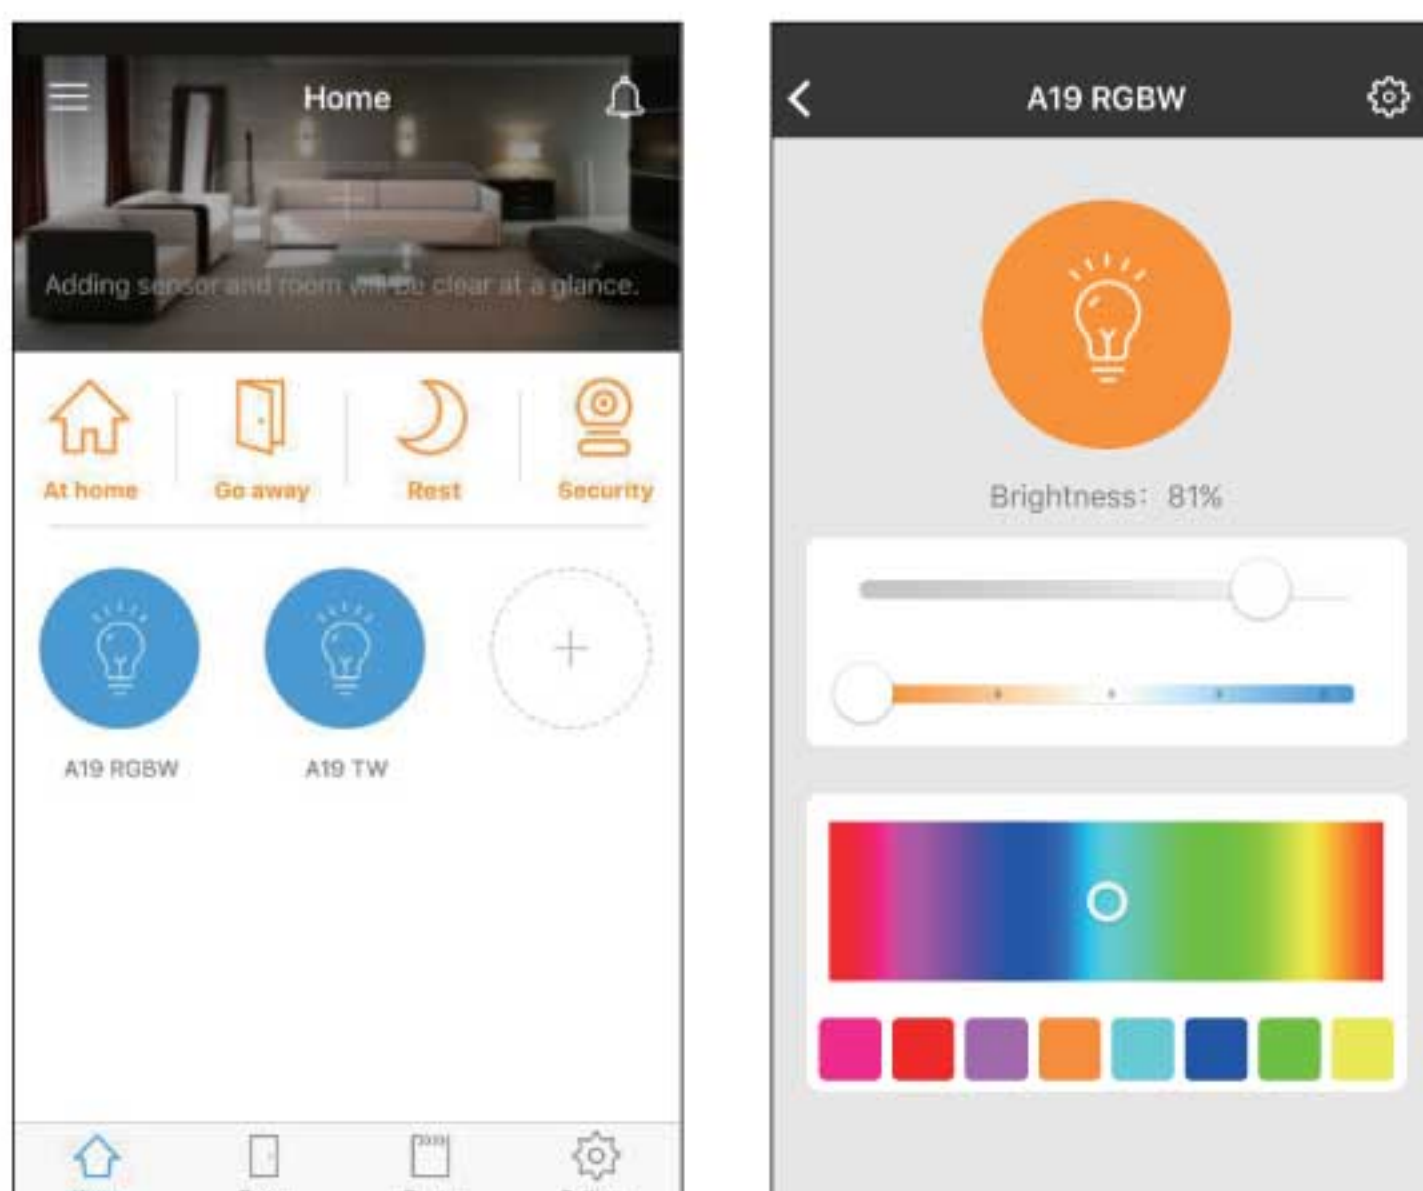 Home
Adding sensor and room will be clear at a glance.
At home
Go away
Rest
Security
A19 RGBW
A19 TW
A19 RGBW
Brightness: 81%